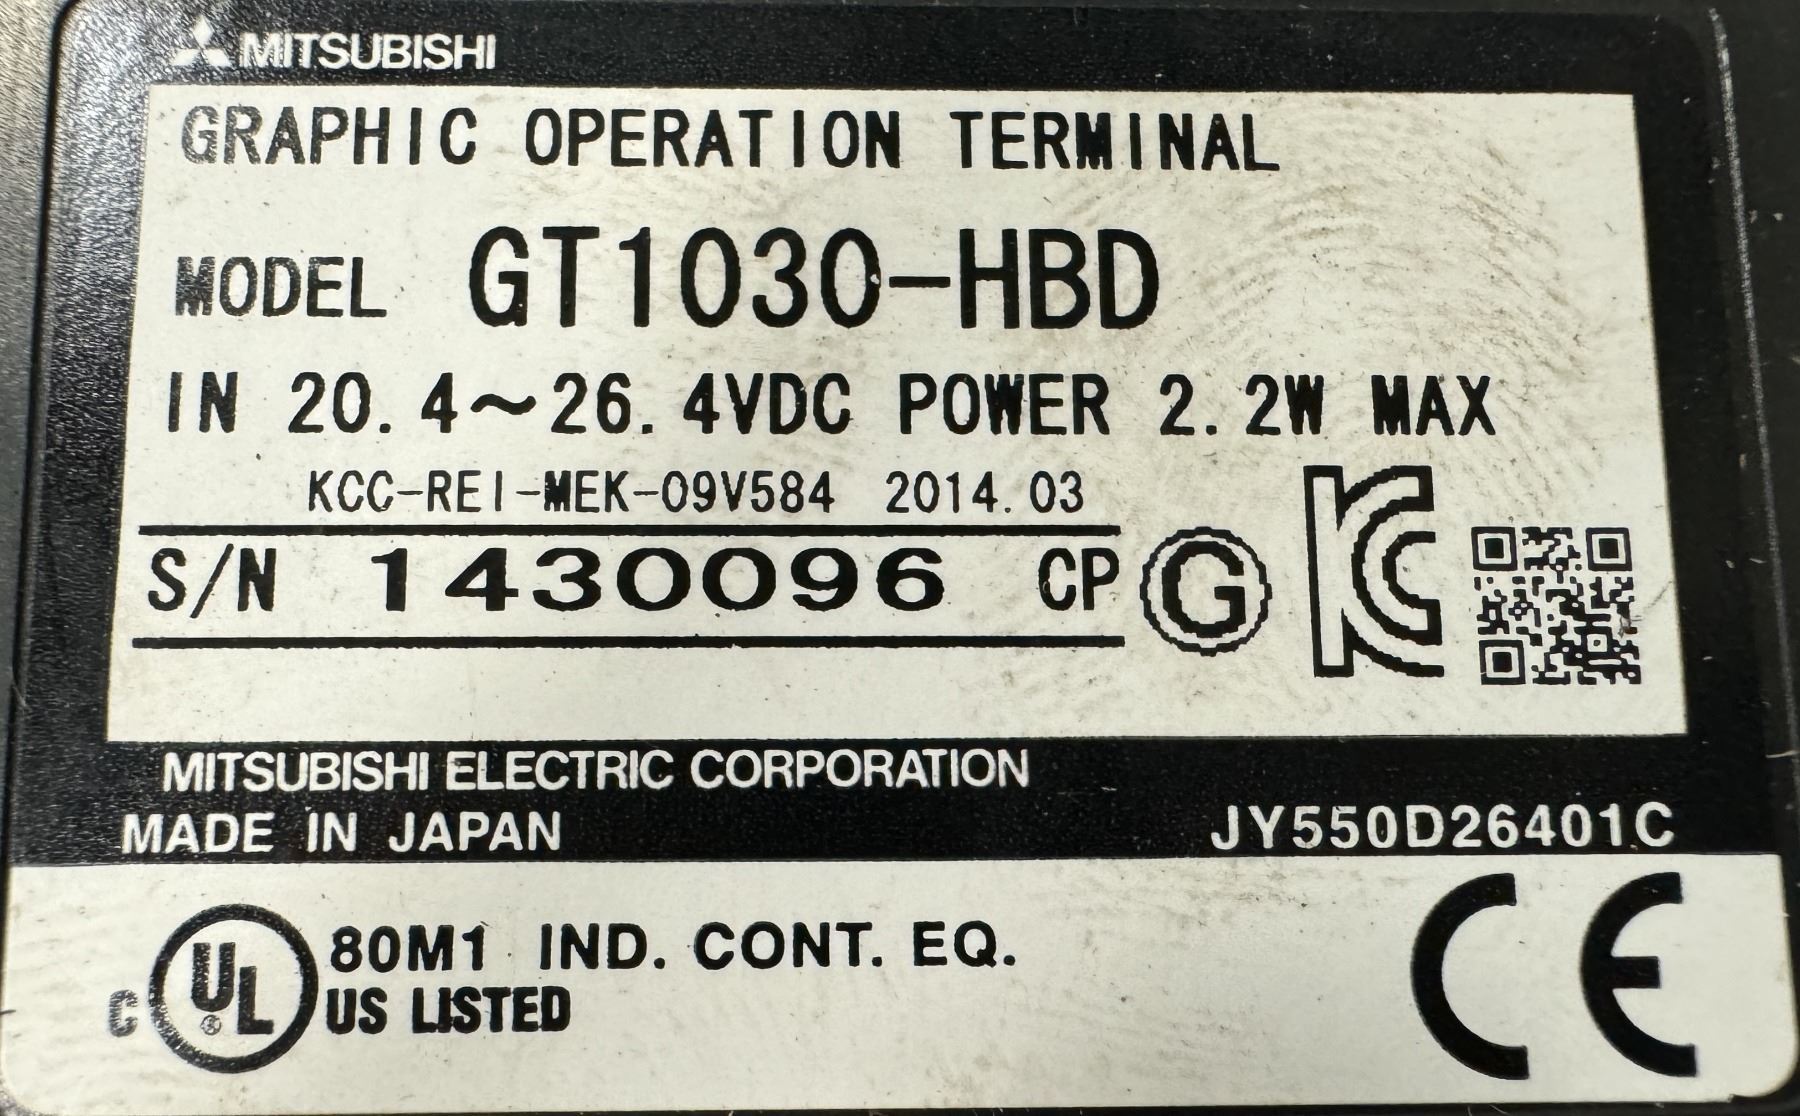 MITSUBISHI
GRAPHIC OPERATION TERMINAL
MODEL GT1030-HBD
IN 20.4~26.4VDC POWER 2.2W MAX
KCC-REI-MEK-09V584 2014.03
S/N 1430096 CP G KC
MITSUBISHI ELECTRIC CORPORATION
MADE IN JAPAN JY550D26401C
C UL ® 80M1 IND. CONT. EQ.
US LISTED CE